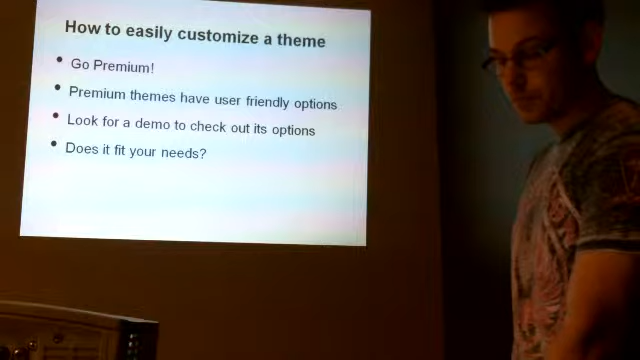 How to easily customize a theme
• Go Premium!
• Premium themes have user friendly options
• Look for a demo to check out its options
• Does it fit your needs?